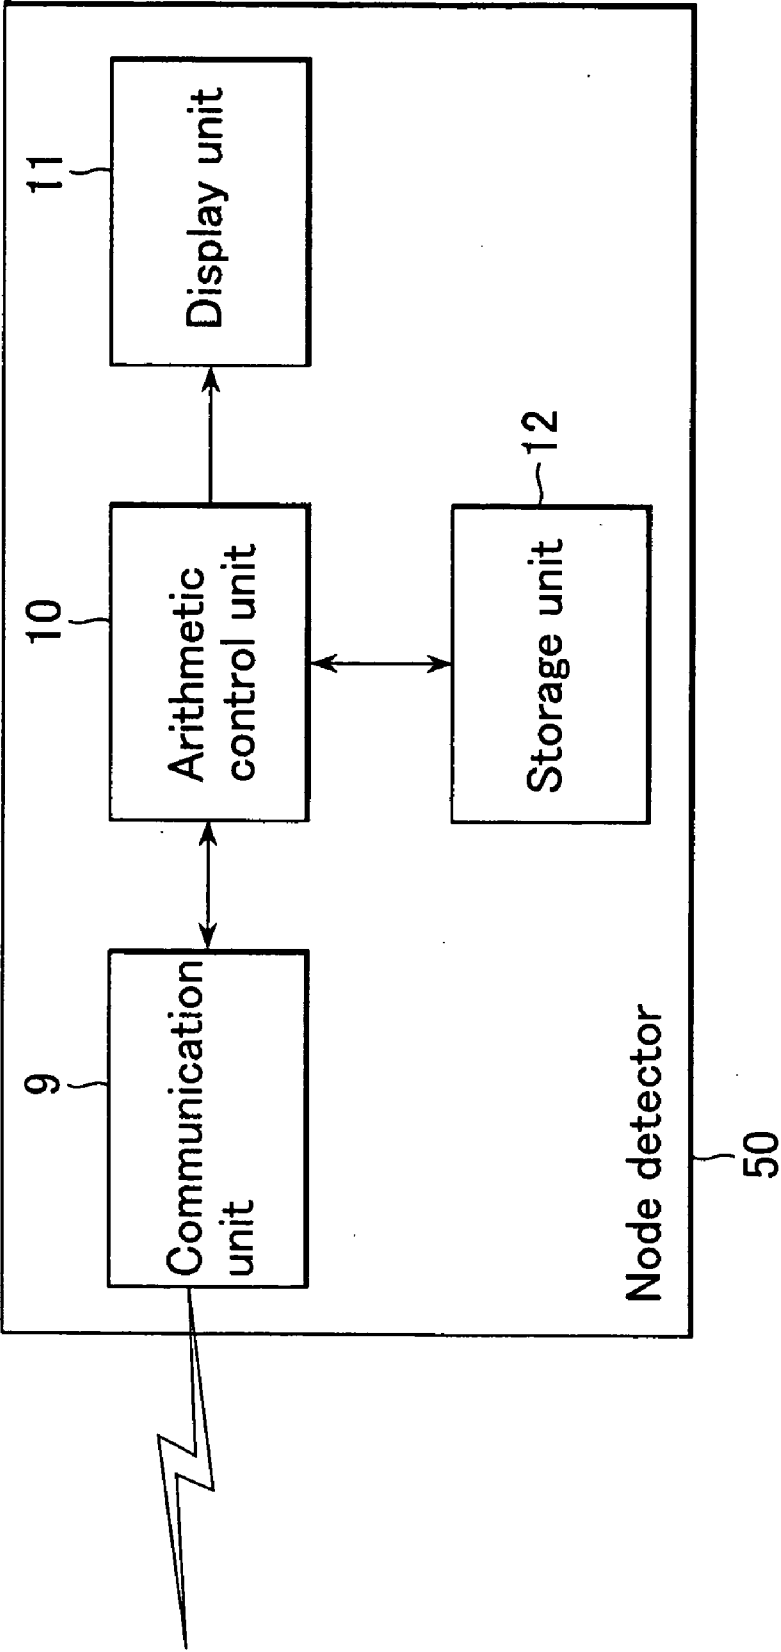 9
Communication
unit
10
Arithmetic
control unit
11
Display unit
12
Storage unit
Node detector
50